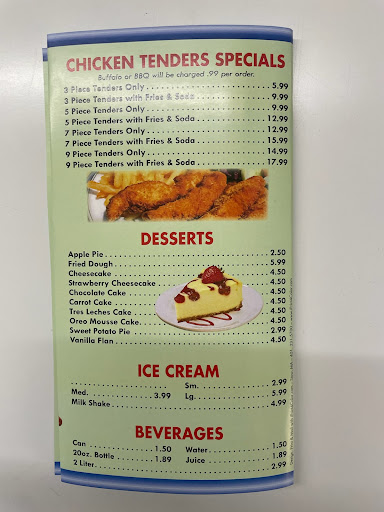 CHICKEN TENDERS SPECIALS
Buffalo or BBQ will be charged .99 per order.
3 Piece Tenders Only 5.99
3 Piece Tenders with Fries & Soda 9.99
5 Piece Tenders Only 9.99
5 Piece Tenders with Fries & Soda 12.99
7 Piece Tenders Only 12.99
7 Piece Tenders with Fries & Soda 15.99
9 Piece Tenders Only 14.99
9 Piece Tenders with Fries & Soda 17.99
DESSERTS
Apple Pie 2.50
Fried Dough 5.99
Cheesecake 4.50
Strawberry Cheesecake 4.50
Chocolate Cake 4.50
Carrot Cake 4.50
Tres Leches Cake 4.50
Oreo Mousse Cake 4.50
Sweet Potato Pie 2.99
Vanilla Flan 4.50
ICE CREAM
Sm. 2.99
Med. 3.99 Lg. 5.99
Milk Shake 4.99
BEVERAGES
Can 1.50 Water 1.50
20oz. Bottle 1.89 Juice 1.89
2 Liter 2.99